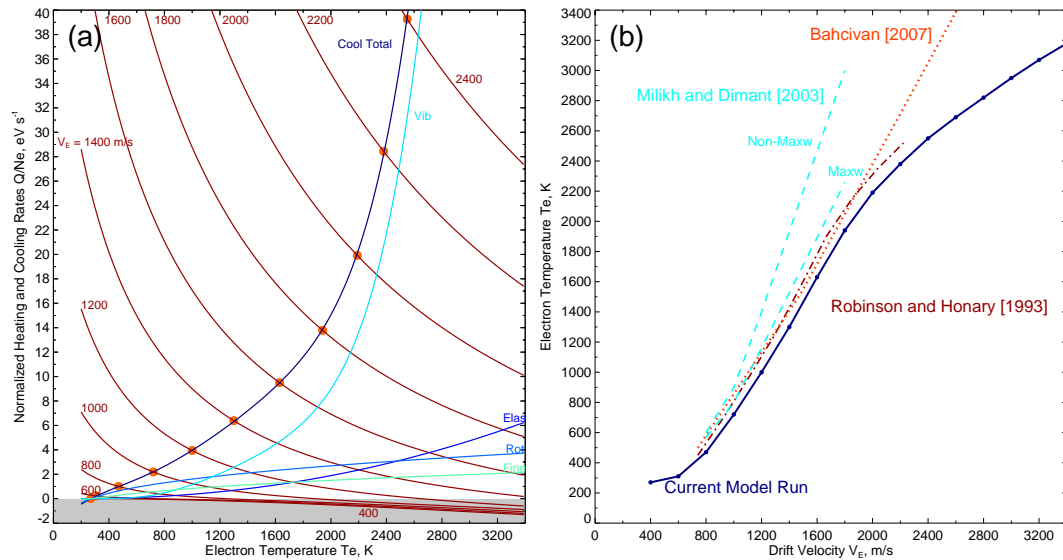 (a)
1600
1800
2000
2200
Cool Total
2400
Vib
V_E = 1400 m/s
1200
1000
800
600
400
Elas
Rot
Fine
40
38
36
34
32
30
28
26
24
22
20
18
16
14
12
10
8
6
4
2
0
-2
Normalized Heating and Cooling Rates Q/Ne, eV s⁻¹
0 400 800 1200 1600 2000 2400 2800 3200
Electron Temperature Te, K
(b)
Bahcivan [2007]
Milikh and Dimant [2003]
Non-Maxw
Maxw
Robinson and Honary [1993]
Current Model Run
3400
3200
3000
2800
2600
2400
2200
2000
1800
1600
1400
1200
1000
800
600
400
200
0
Electron Temperature Te, K
0 400 800 1200 1600 2000 2400 2800 3200
Drift Velocity V_E, m/s